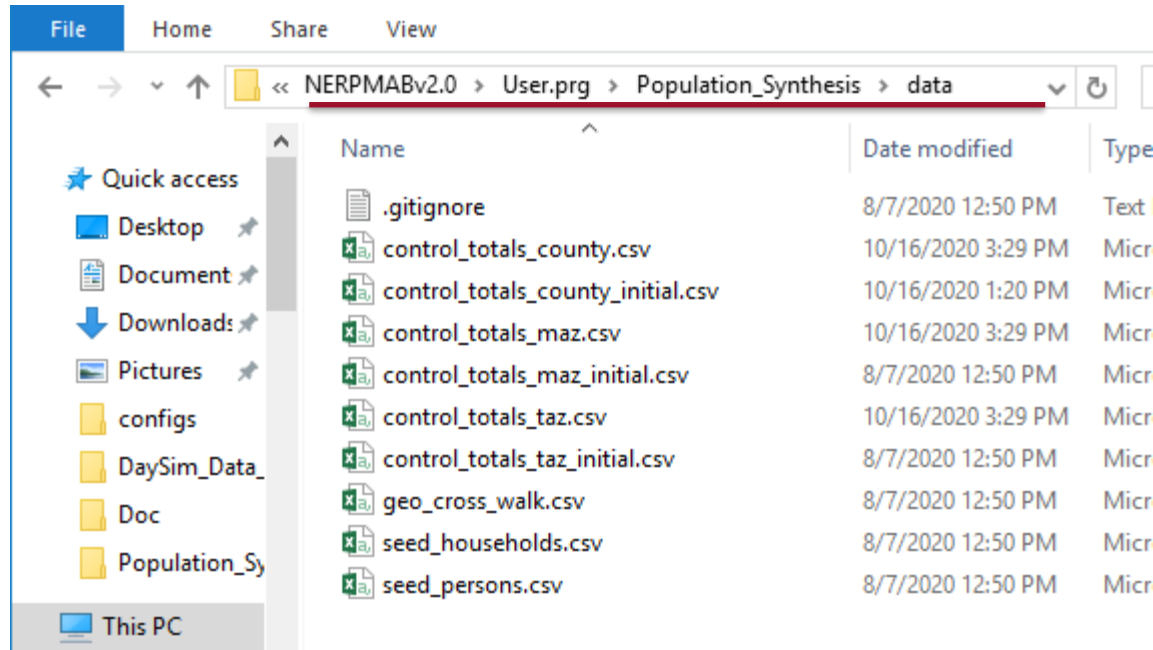 File Home Share View
« NERPMABv2.0 > User.prg > Population_Synthesis > data
Name Date modified Type
Quick access
Desktop
Document
Downloads
Pictures
configs
DaySim_Data_
Doc
Population_Sy
This PC
.gitignore 8/7/2020 12:50 PM Text
control_totals_county.csv 10/16/2020 3:29 PM Micr
control_totals_county_initial.csv 10/16/2020 1:20 PM Micr
control_totals_maz.csv 10/16/2020 3:29 PM Micr
control_totals_maz_initial.csv 8/7/2020 12:50 PM Micr
control_totals_taz.csv 10/16/2020 3:29 PM Micr
control_totals_taz_initial.csv 8/7/2020 12:50 PM Micr
geo_cross_walk.csv 8/7/2020 12:50 PM Micr
seed_households.csv 8/7/2020 12:50 PM Micr
seed_persons.csv 8/7/2020 12:50 PM Micr